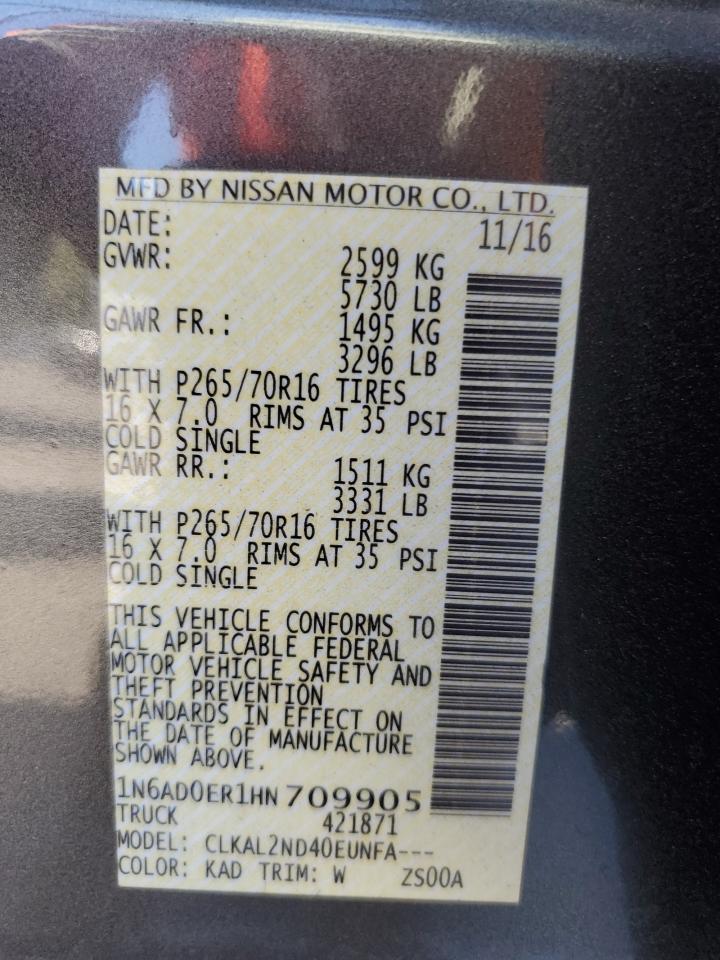 MFD BY NISSAN MOTOR CO., LTD.
DATE: 11/16
GVWR: 2599 KG
5730 LB
GAWR FR.: 1495 KG
3296 LB
WITH P265/70R16 TIRES
16 X 7.0 RIMS AT 35 PSI
COLD SINGLE
GAWR RR.: 1511 KG
3331 LB
WITH P265/70R16 TIRES
16 X 7.0 RIMS AT 35 PSI
COLD SINGLE
THIS VEHICLE CONFORMS TO
ALL APPLICABLE FEDERAL
MOTOR VEHICLE SAFETY AND
THEFT PREVENTION
STANDARDS IN EFFECT ON
THE DATE OF MANUFACTURE
SHOWN ABOVE.
1N6AD0ER1HN 709905
TRUCK 421871
MODEL: CLKAL2ND40EUNFA---
COLOR: KAD TRIM: W ZS00A